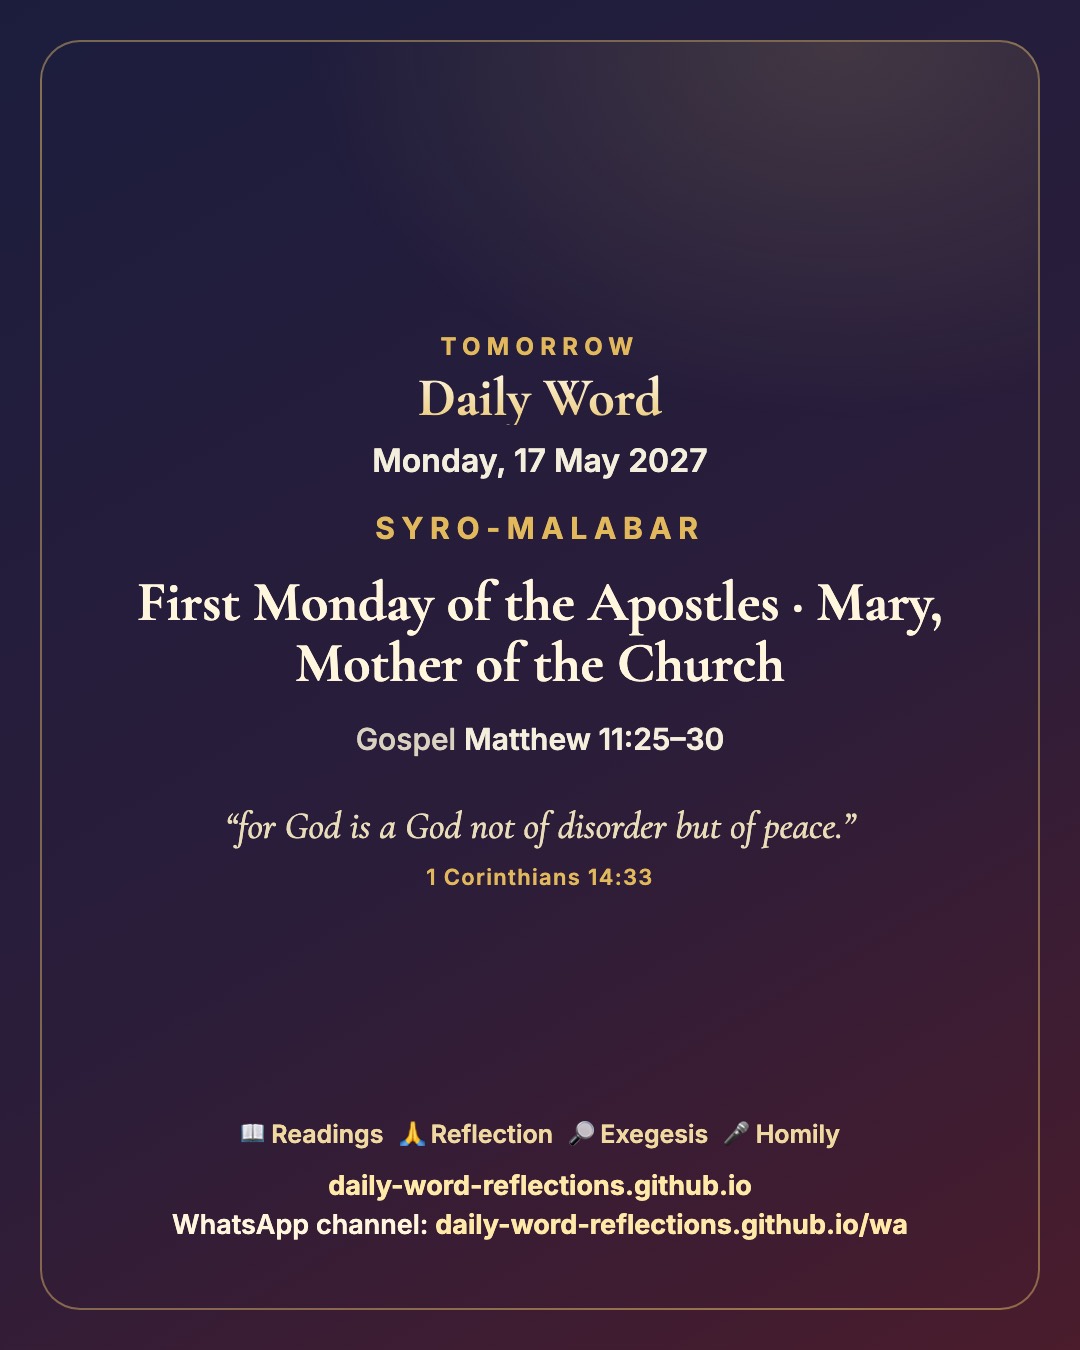 TOMORROW
Daily Word
Monday, 17 May 2027
SYRO-MALABAR
First Monday of the Apostles · Mary,
Mother of the Church
Gospel Matthew 11:25–30
“for God is a God not of disorder but of peace.”
1 Corinthians 14:33
📖 Readings 🙏 Reflection 🔎 Exegesis 🎤 Homily
daily-word-reflections.github.io
WhatsApp channel: daily-word-reflections.github.io/wa